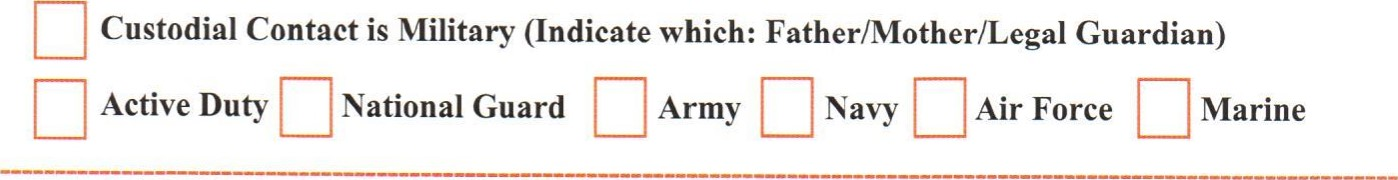 Custodial Contact is Military (Indicate which: Father/Mother/Legal Guardian)
Active Duty National Guard Army Navy Air Force Marine